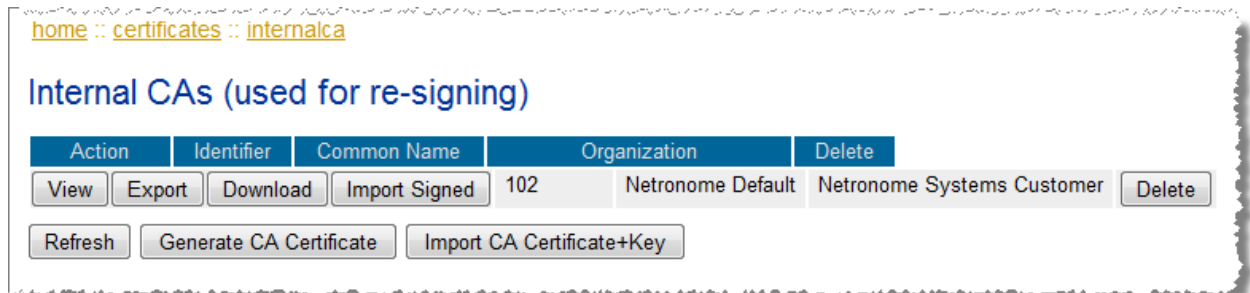 home :: certificates :: internalca
Internal CAs (used for re-signing)
Action Identifier Common Name Organization Delete
View Export Download Import Signed 102 Netronome Default Netronome Systems Customer Delete
Refresh Generate CA Certificate Import CA Certificate+Key